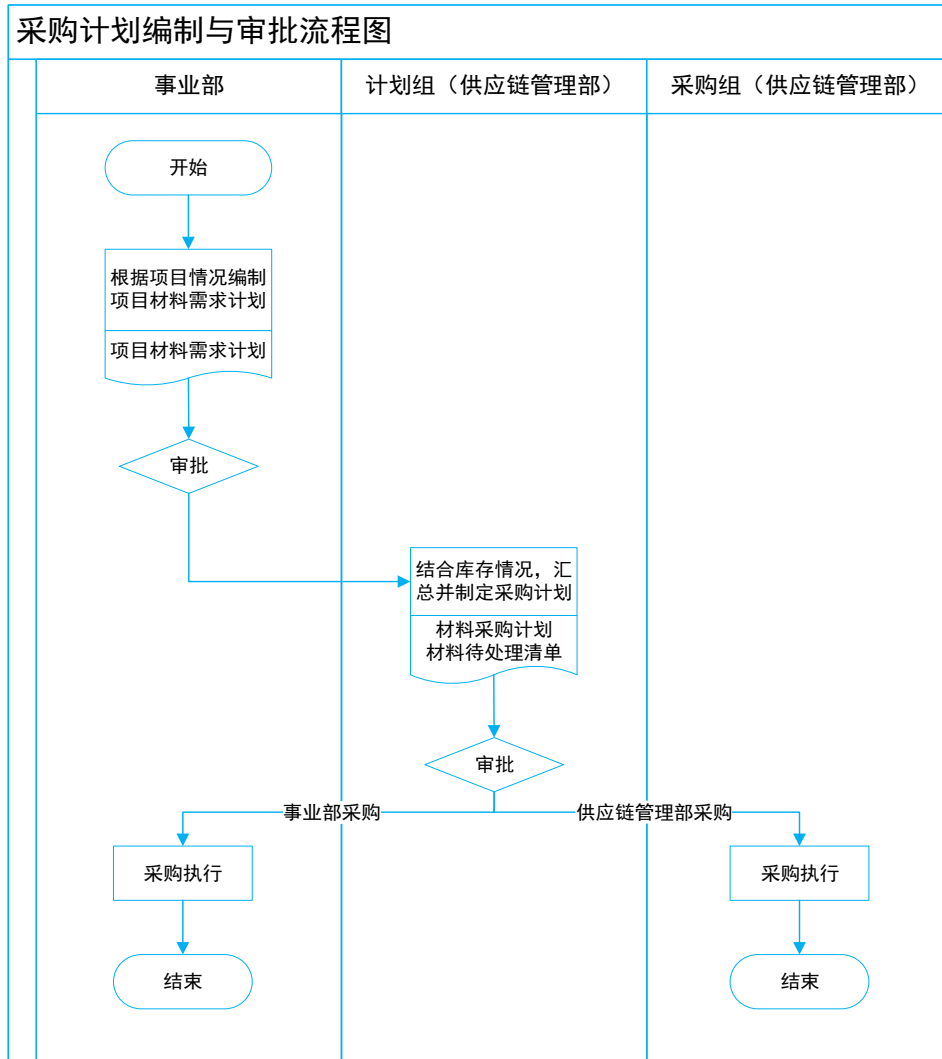 采购计划编制与审批流程图
事业部
计划组（供应链管理部）
采购组（供应链管理部）
开始
根据项目情况编制
项目材料需求计划
项目材料需求计划
审批
结合库存情况，汇
总并制定采购计划
材料采购计划
材料待处理清单
审批
事业部采购
供应链管理部采购
采购执行
采购执行
结束
结束